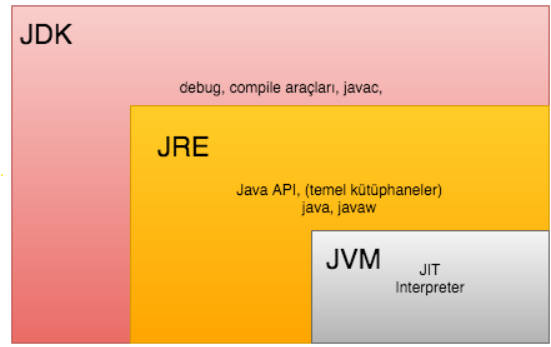 JDK
debug, compile araçları, javac,
JRE
Java API, (temel kütüphaneler)
java, javaw
JVM
JIT
Interpreter